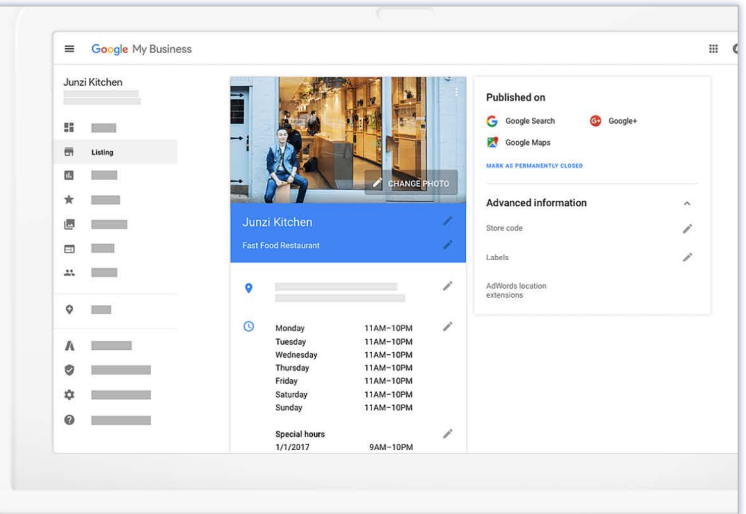 Google My Business
Junzi Kitchen
Listing
CHANGE PHOTO
Junzi Kitchen
Fast Food Restaurant
Monday 11AM–10PM
Tuesday 11AM–10PM
Wednesday 11AM–10PM
Thursday 11AM–10PM
Friday 11AM–10PM
Saturday 11AM–10PM
Sunday 11AM–10PM
Special hours
1/1/2017 9AM–10PM
Published on
Google Search
Google+
Google Maps
MARK AS PERMANENTLY CLOSED
Advanced information
Store code
Labels
AdWords location
extensions